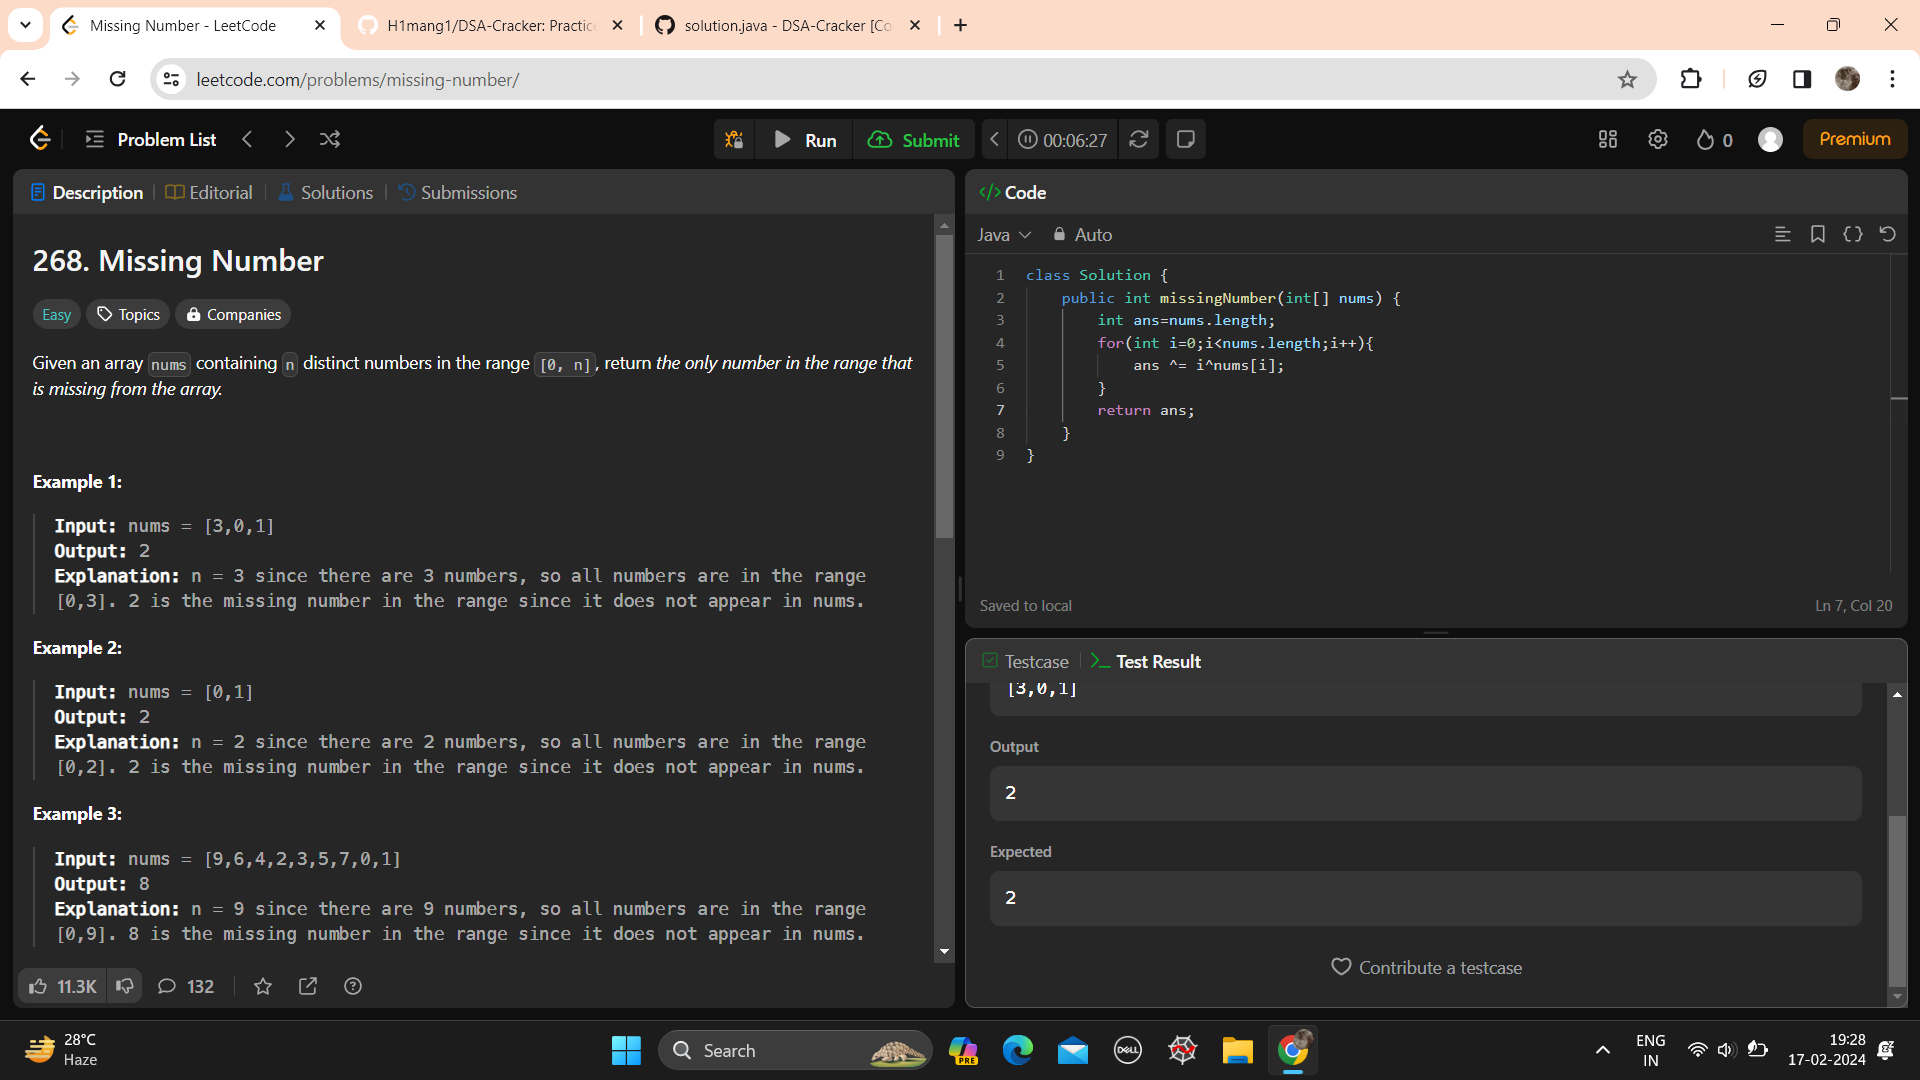 Missing Number - LeetCode
H1mang1/DSA-Cracker: Practic
solution.java - DSA-Cracker [Co
leetcode.com/problems/missing-number/
Problem List
Run
Submit
00:06:27
0
Premium
Description
Editorial
Solutions
Submissions
268. Missing Number
Easy
Topics
Companies
Given an array nums containing n distinct numbers in the range [0, n], return the only number in the range that
is missing from the array.
Example 1:
Input: nums = [3,0,1]
Output: 2
Explanation: n = 3 since there are 3 numbers, so all numbers are in the range
[0,3]. 2 is the missing number in the range since it does not appear in nums.
Example 2:
Input: nums = [0,1]
Output: 2
Explanation: n = 2 since there are 2 numbers, so all numbers are in the range
[0,2]. 2 is the missing number in the range since it does not appear in nums.
Example 3:
Input: nums = [9,6,4,2,3,5,7,0,1]
Output: 8
Explanation: n = 9 since there are 9 numbers, so all numbers are in the range
[0,9]. 8 is the missing number in the range since it does not appear in nums.
11.3K
132
</> Code
Java
Auto
1 class Solution {
2 public int missingNumber(int[] nums) {
3 int ans=nums.length;
4 for(int i=0;i<nums.length;i++){
5 ans ^= i^nums[i];
6 }
7 return ans;
8 }
9 }
Saved to local
Ln 7, Col 20
Testcase
Test Result
[3,0,1]
Output
2
Expected
2
Contribute a testcase
28°C
Haze
Search
PRE
DELL
ENG
IN
19:28
17-02-2024